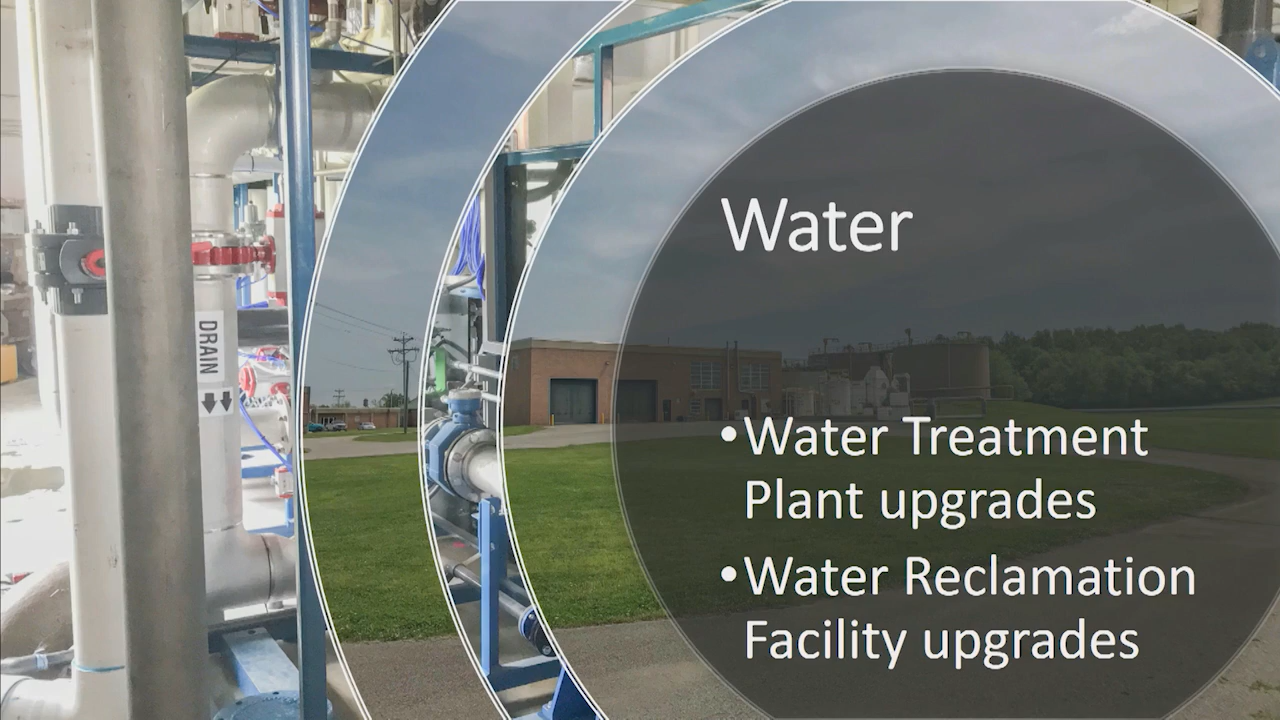 DRAIN
Water
•Water Treatment
Plant upgrades
•Water Reclamation
Facility upgrades